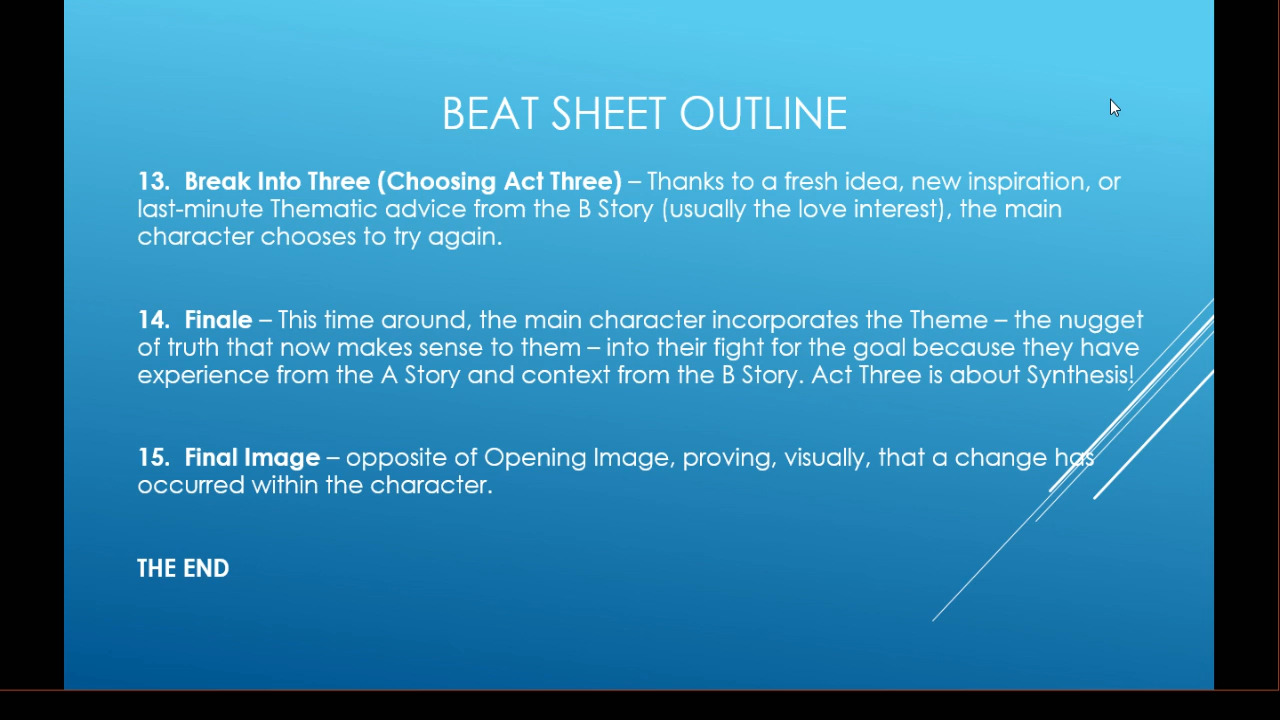 BEAT SHEET OUTLINE
13. Break Into Three (Choosing Act Three) – Thanks to a fresh idea, new inspiration, or
last-minute Thematic advice from the B Story (usually the love interest), the main
character chooses to try again.
14. Finale – This time around, the main character incorporates the Theme – the nugget
of truth that now makes sense to them – into their fight for the goal because they have
experience from the A Story and context from the B Story. Act Three is about Synthesis!
15. Final Image – opposite of Opening Image, proving, visually, that a change has
occurred within the character.
THE END